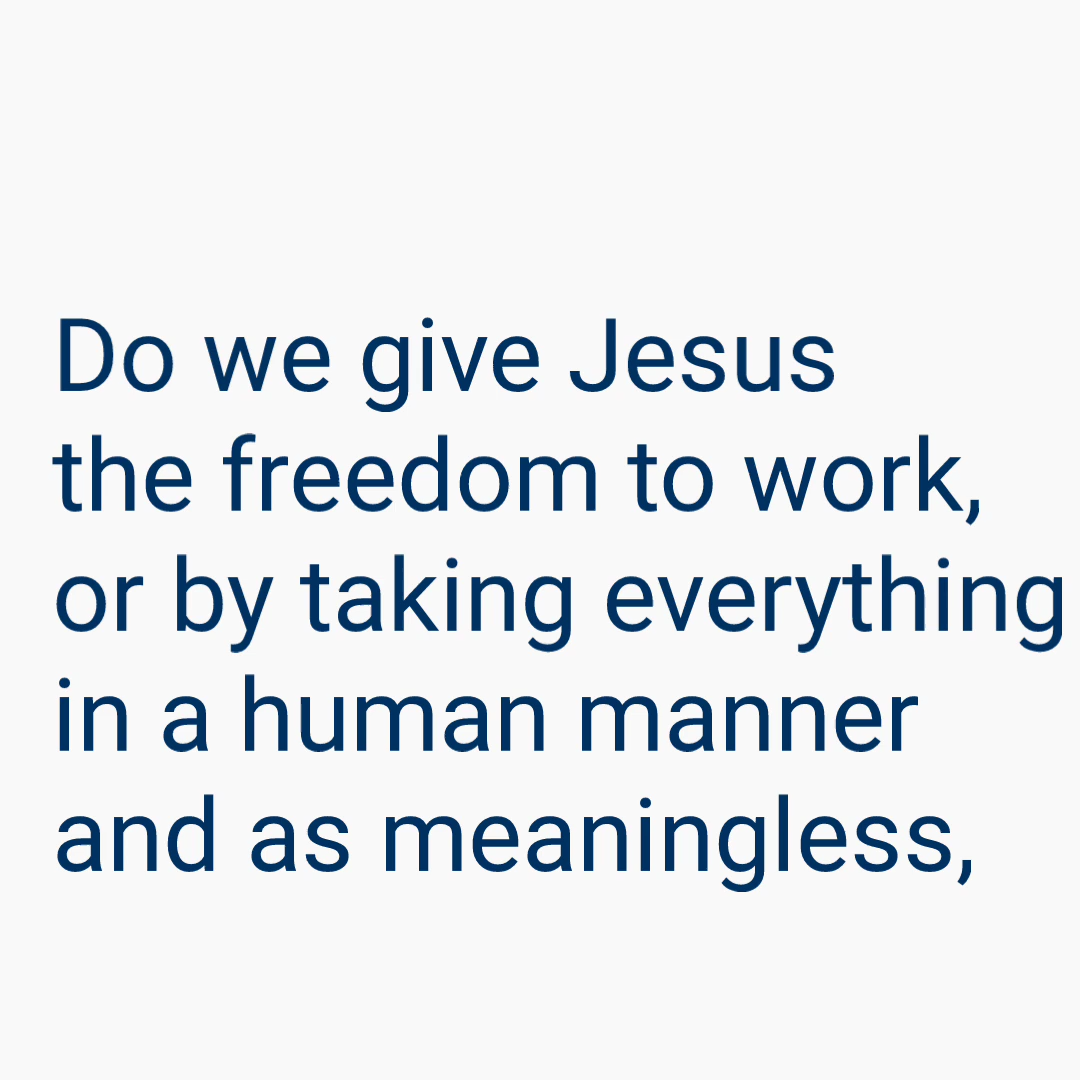 Do we give Jesus
the freedom to work,
or by taking everything
in a human manner
and as meaningless,